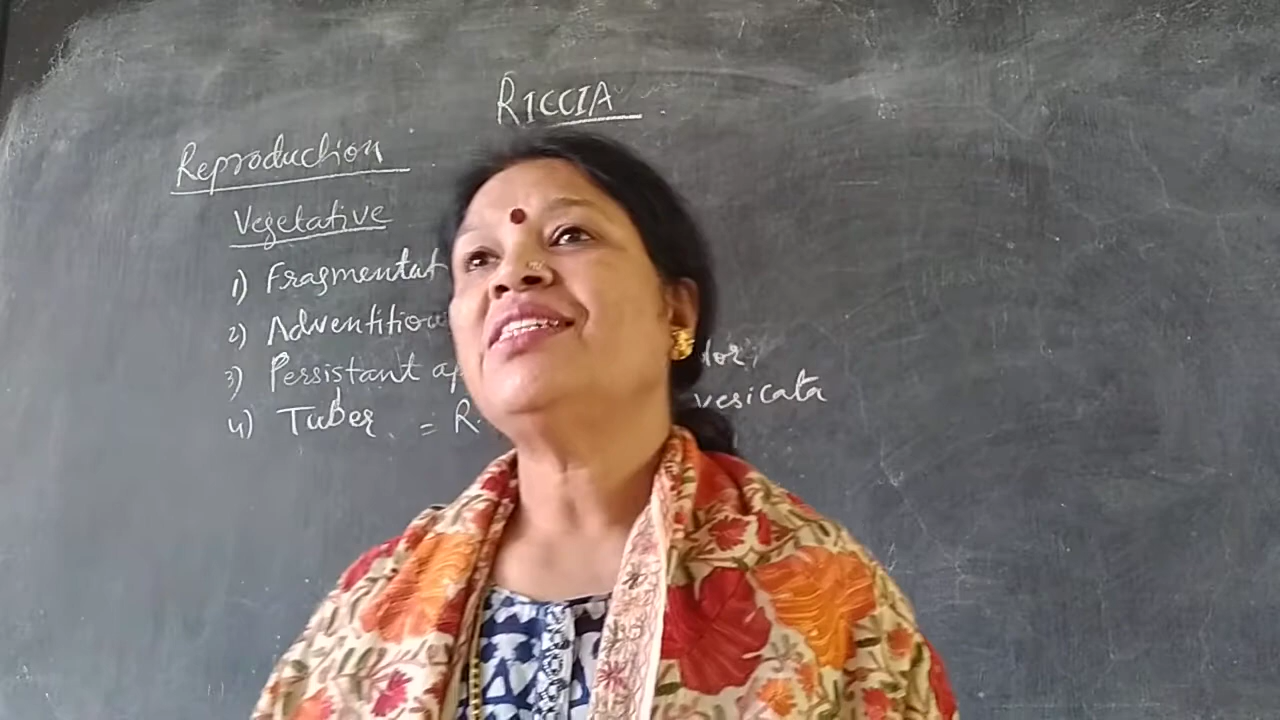 RICCIA
Reproduction
Vegetative
1) Fragmentat
2) Adventitiou
3) Persistant ap
4) Tuber = R. vesicata